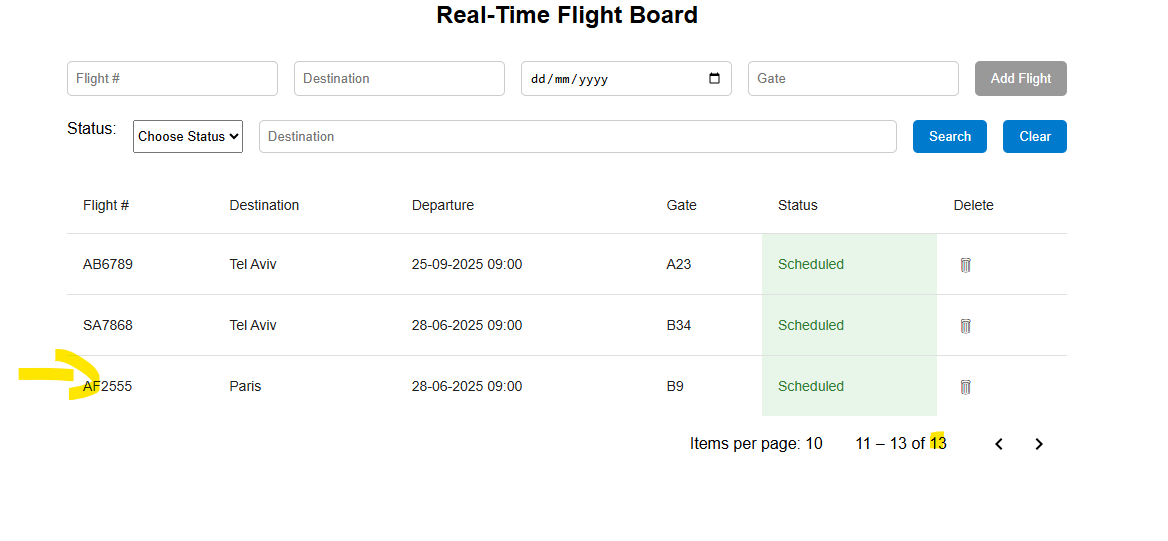 Real-Time Flight Board
Flight # Destination dd/mm/yyyy Gate Add Flight
Status: Choose Status Destination Search Clear
Flight # Destination Departure Gate Status Delete
AB6789 Tel Aviv 25-09-2025 09:00 A23 Scheduled
SA7868 Tel Aviv 28-06-2025 09:00 B34 Scheduled
AF2555 Paris 28-06-2025 09:00 B9 Scheduled
Items per page: 10 11 – 13 of 13